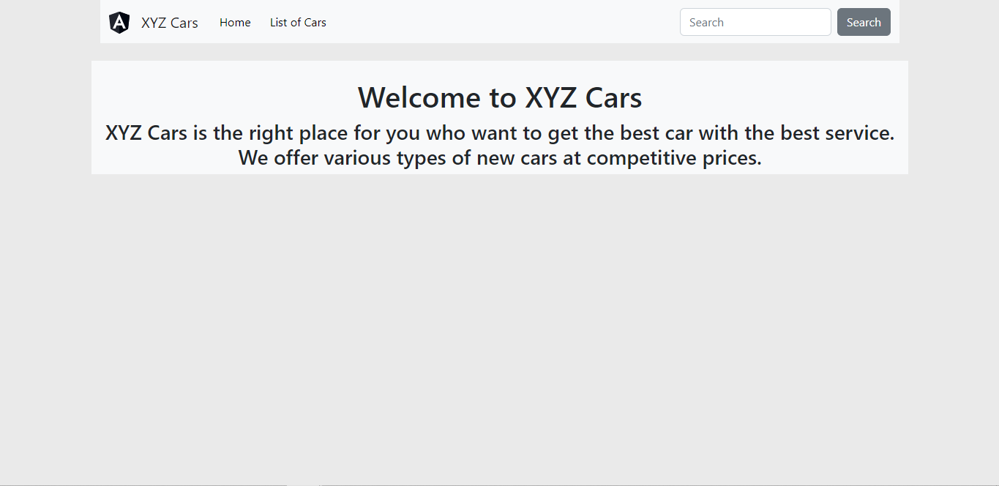 XYZ Cars Home List of Cars Search Search
Welcome to XYZ Cars
XYZ Cars is the right place for you who want to get the best car with the best service.
We offer various types of new cars at competitive prices.